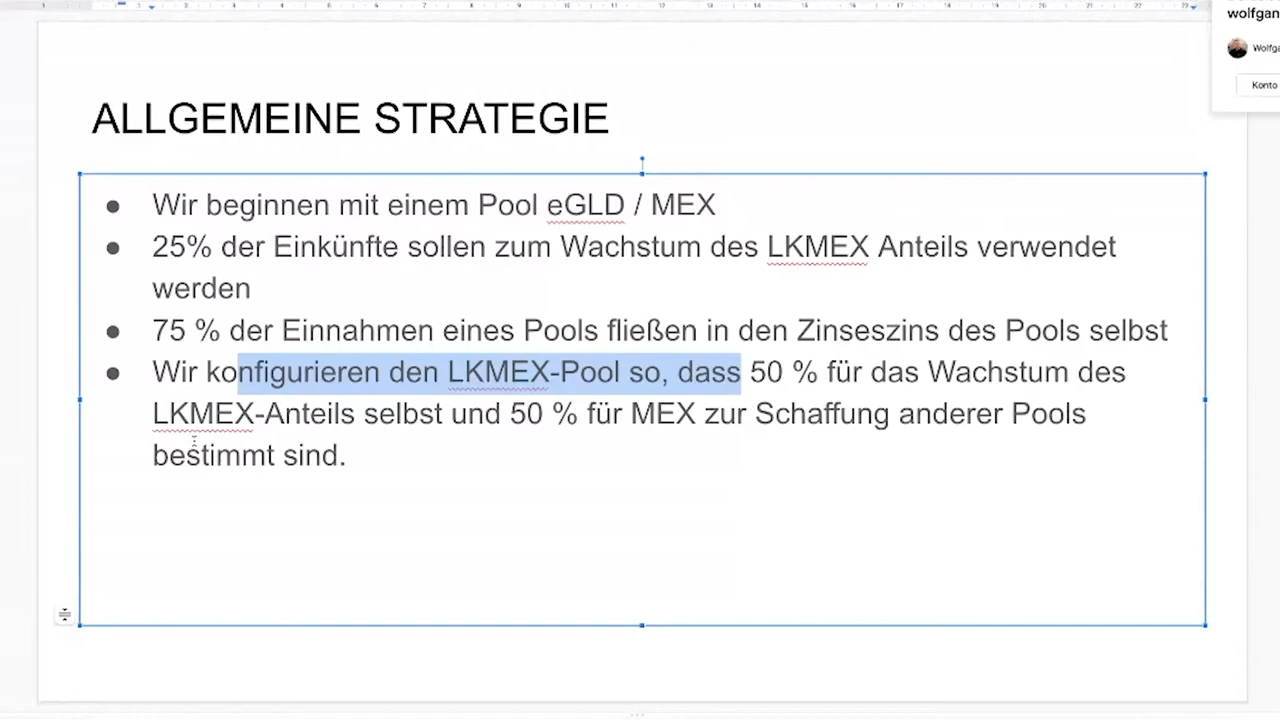 wolfgan
Wolfga
Konto
ALLGEMEINE STRATEGIE
● Wir beginnen mit einem Pool eGLD / MEX
● 25% der Einkünfte sollen zum Wachstum des LKMEX Anteils verwendet
werden
● 75 % der Einnahmen eines Pools fließen in den Zinseszins des Pools selbst
● Wir konfigurieren den LKMEX-Pool so, dass 50 % für das Wachstum des
LKMEX-Anteils selbst und 50 % für MEX zur Schaffung anderer Pools
bestimmt sind.